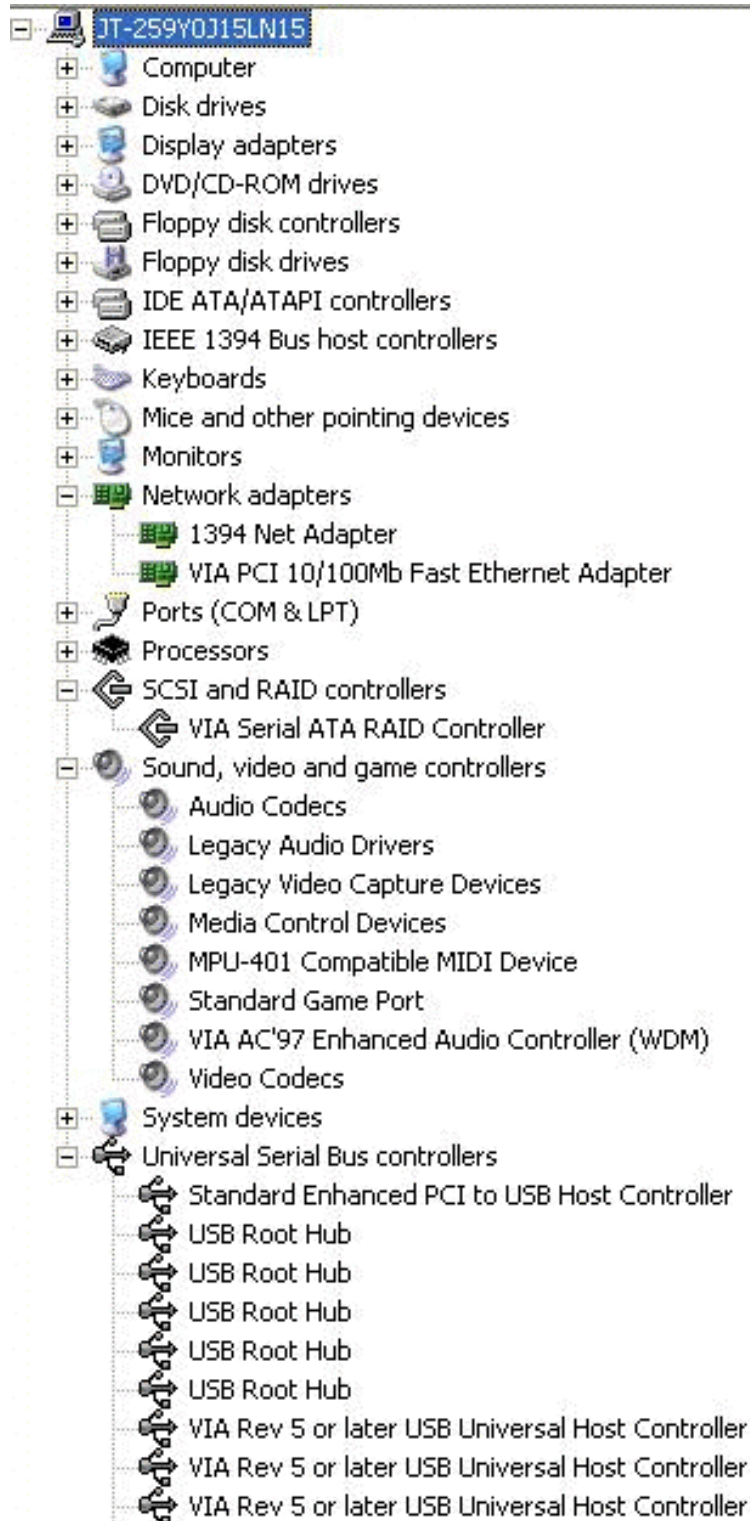 JT-259Y0J15LN15
Computer
Disk drives
Display adapters
DVD/CD-ROM drives
Floppy disk controllers
Floppy disk drives
IDE ATA/ATAPI controllers
IEEE 1394 Bus host controllers
Keyboards
Mice and other pointing devices
Monitors
Network adapters
1394 Net Adapter
VIA PCI 10/100Mb Fast Ethernet Adapter
Ports (COM & LPT)
Processors
SCSI and RAID controllers
VIA Serial ATA RAID Controller
Sound, video and game controllers
Audio Codecs
Legacy Audio Drivers
Legacy Video Capture Devices
Media Control Devices
MPU-401 Compatible MIDI Device
Standard Game Port
VIA AC'97 Enhanced Audio Controller (WDM)
Video Codecs
System devices
Universal Serial Bus controllers
Standard Enhanced PCI to USB Host Controller
USB Root Hub
USB Root Hub
USB Root Hub
USB Root Hub
USB Root Hub
VIA Rev 5 or later USB Universal Host Controller
VIA Rev 5 or later USB Universal Host Controller
VIA Rev 5 or later USB Universal Host Controller